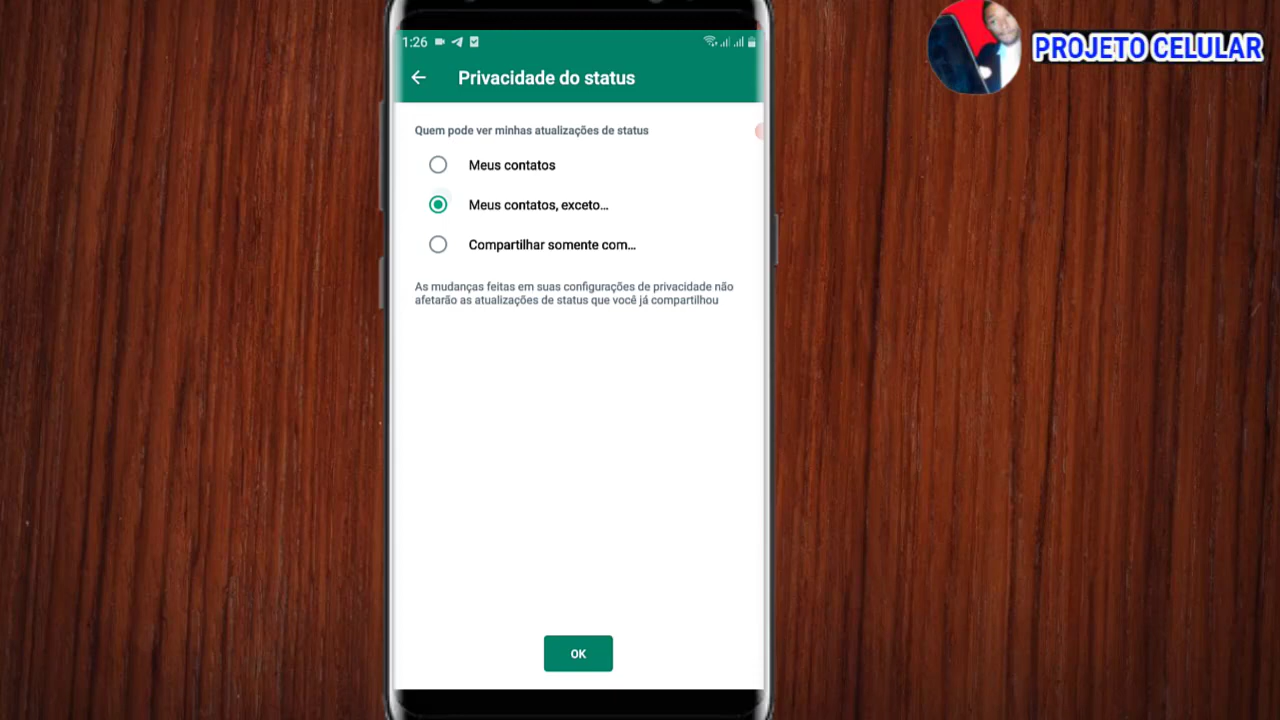 PROJETO CELULAR
1:26
Privacidade do status
Quem pode ver minhas atualizações de status
Meus contatos
Meus contatos, exceto...
Compartilhar somente com...
As mudanças feitas em suas configurações de privacidade não
afetarão as atualizações de status que você já compartilhou
OK